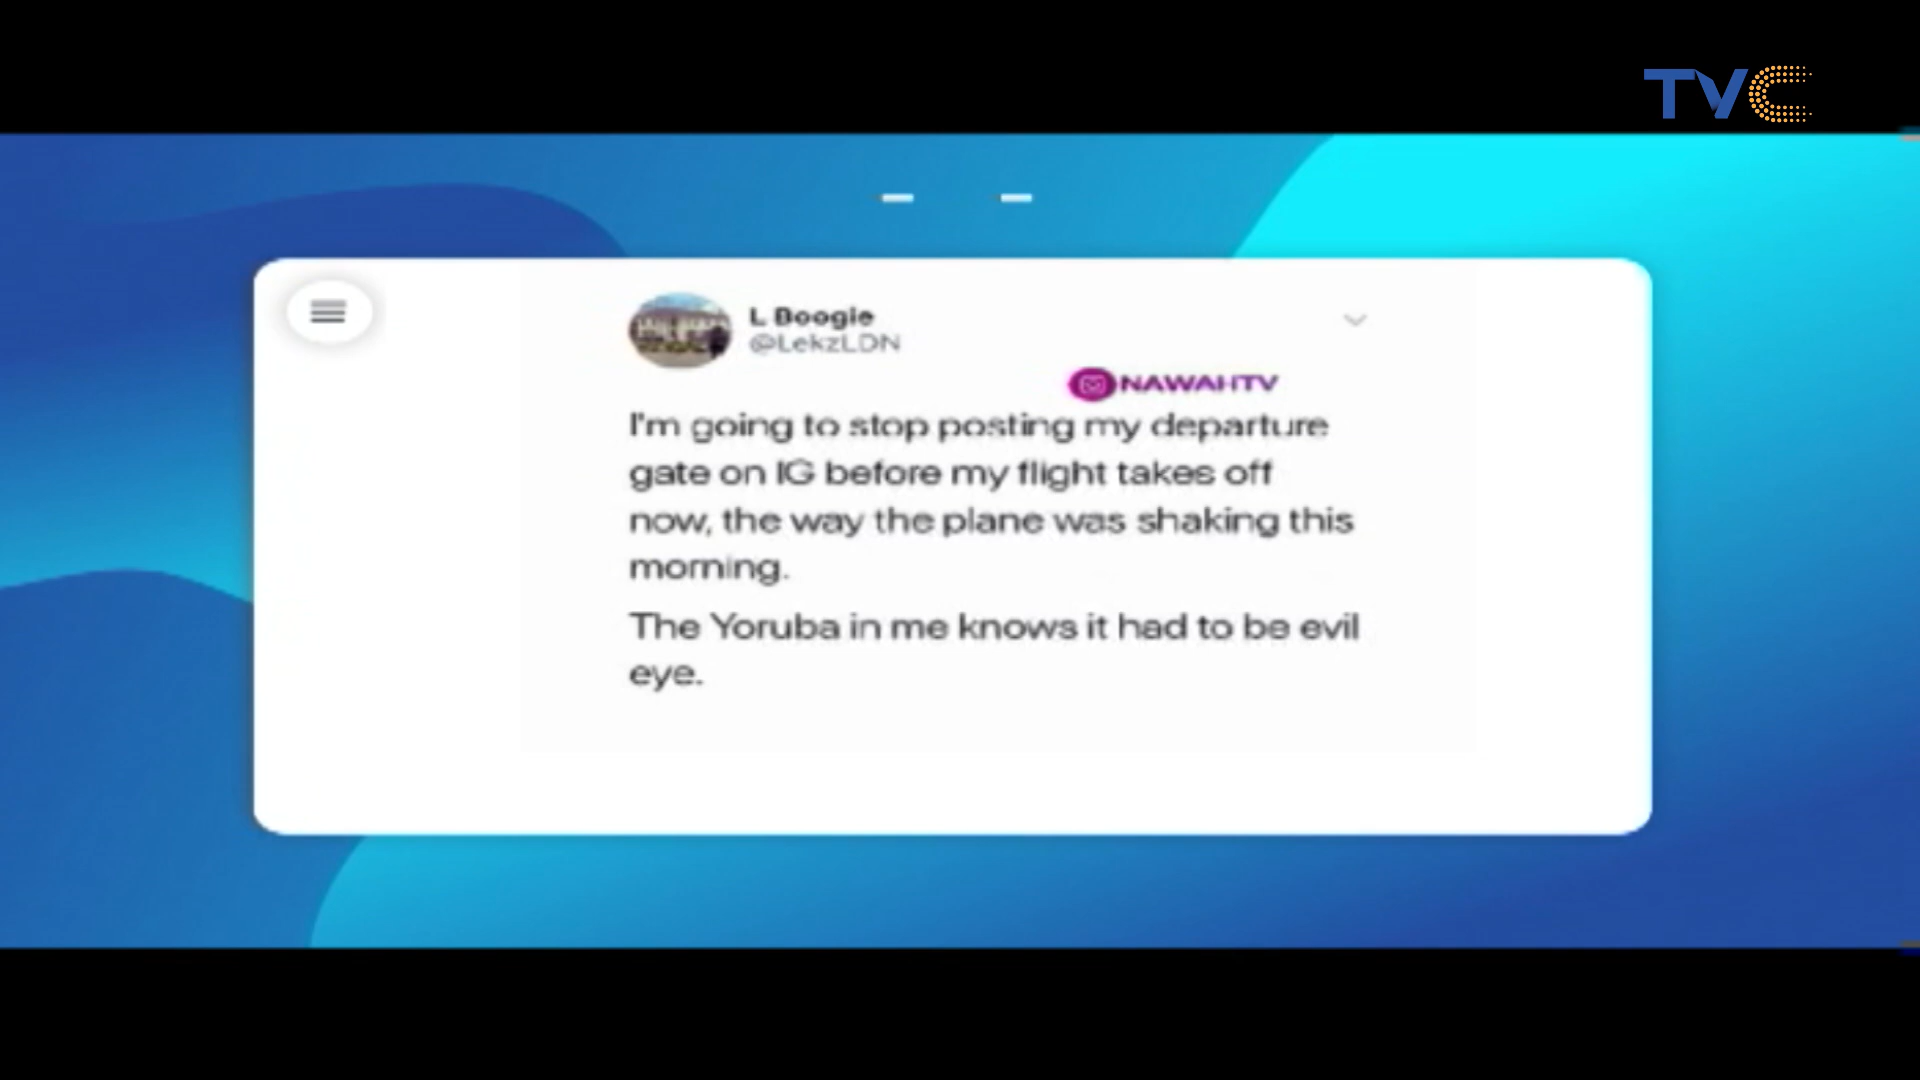 TVC
L Boogie
@LekzLDN
NAWAHTV
I'm going to stop posting my departure
gate on IG before my flight takes off
now, the way the plane was shaking this
morning.
The Yoruba in me knows it had to be evil
eye.